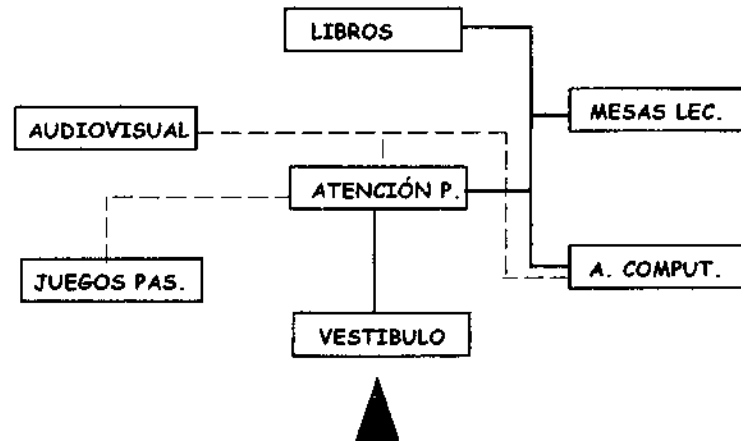 LIBROS
MESAS LEC.
AUDIOVISUAL
ATENCIÓN P.
JUEGOS PAS.
A. COMPUT.
VESTIBULO